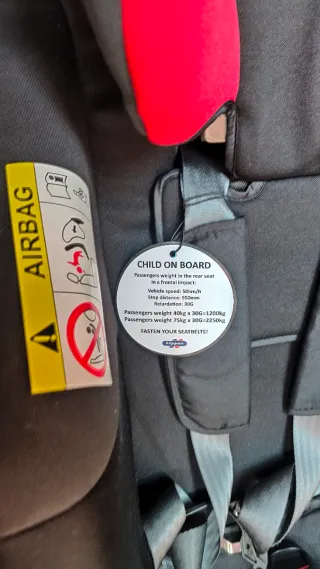 AIRBAG
CHILD ON BOARD
Passengers weight in the rear seat
in a frontal impact:
Vehicle speed: 50km/h
Stop distance: 550mm
Retardation: 30G
Passengers weight 40kg x 30G=1200kg
Passengers weight 75kg x 30G=2250kg
FASTEN YOUR SEATBELTS!